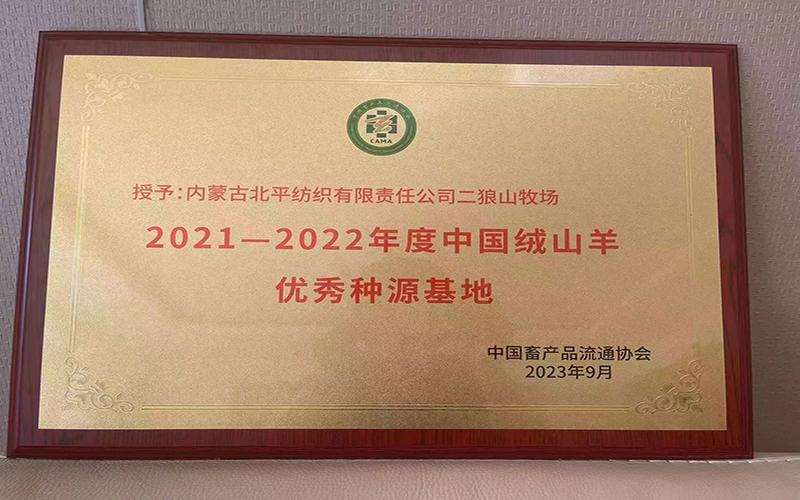 CAMA
授予:内蒙古北平纺织有限责任公司二狼山牧场
2021—2022年度中国绒山羊
优秀种源基地
中国畜产品流通协会
2023年9月